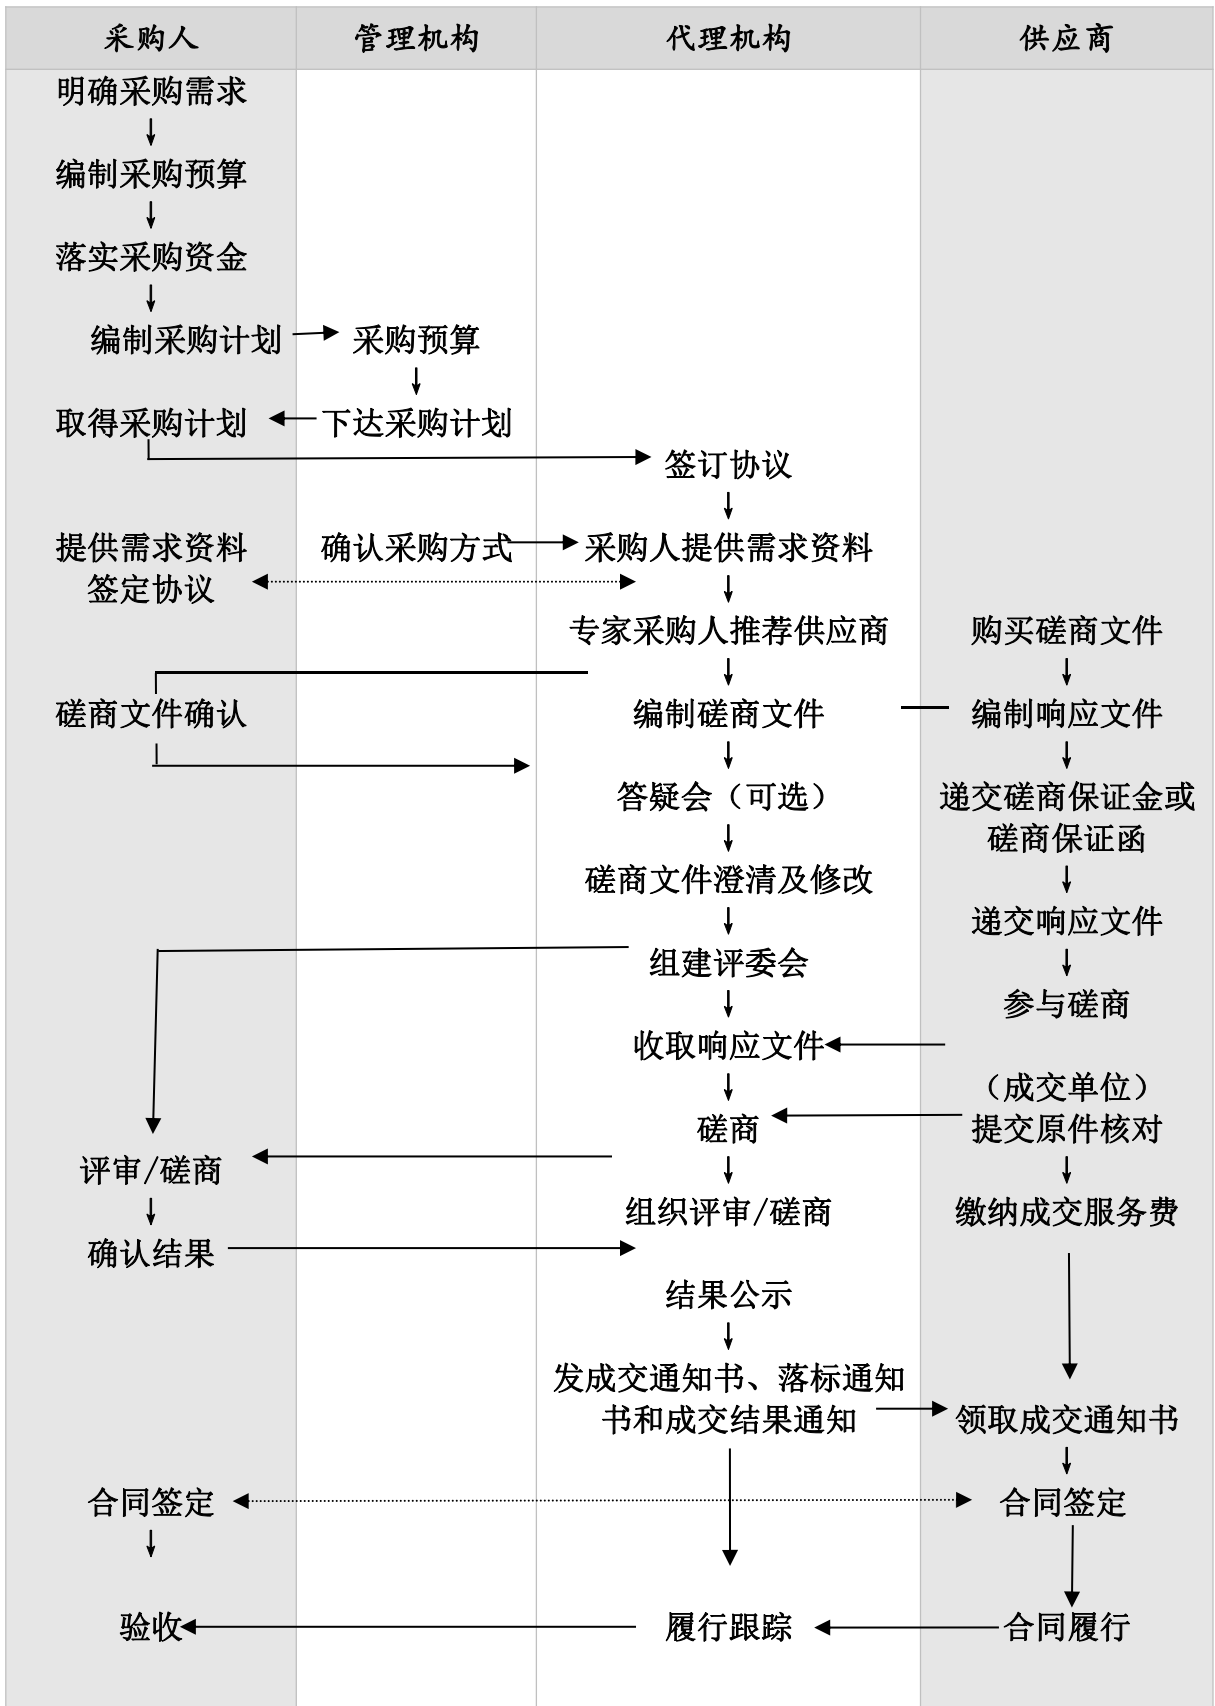 采购人 管理机构 代理机构 供应商
明确采购需求
编制采购预算
落实采购资金
编制采购计划 采购预算
取得采购计划 下达采购计划
签订协议
提供需求资料 确认采购方式 采购人提供需求资料
签定协议
专家采购人推荐供应商 购买磋商文件
磋商文件确认 编制磋商文件 编制响应文件
答疑会（可选） 递交磋商保证金或
磋商保证函
磋商文件澄清及修改
递交响应文件
组建评委会
参与磋商
收取响应文件
（成交单位）
磋商 提交原件核对
评审/磋商
组织评审/磋商 缴纳成交服务费
确认结果
结果公示
发成交通知书、落标通知
书和成交结果通知 领取成交通知书
合同签定 合同签定
验收 履行跟踪 合同履行